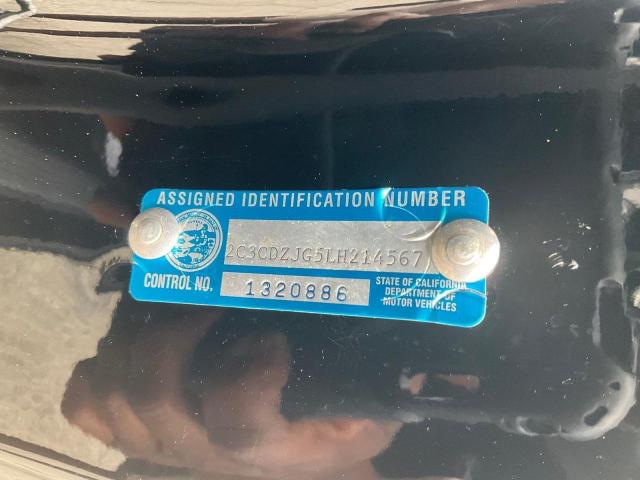 ASSIGNED IDENTIFICATION NUMBER
2C3CDZJG5LH214567
CONTROL NO. 1320886
STATE OF CALIFORNIA
DEPARTMENT OF
MOTOR VEHICLES